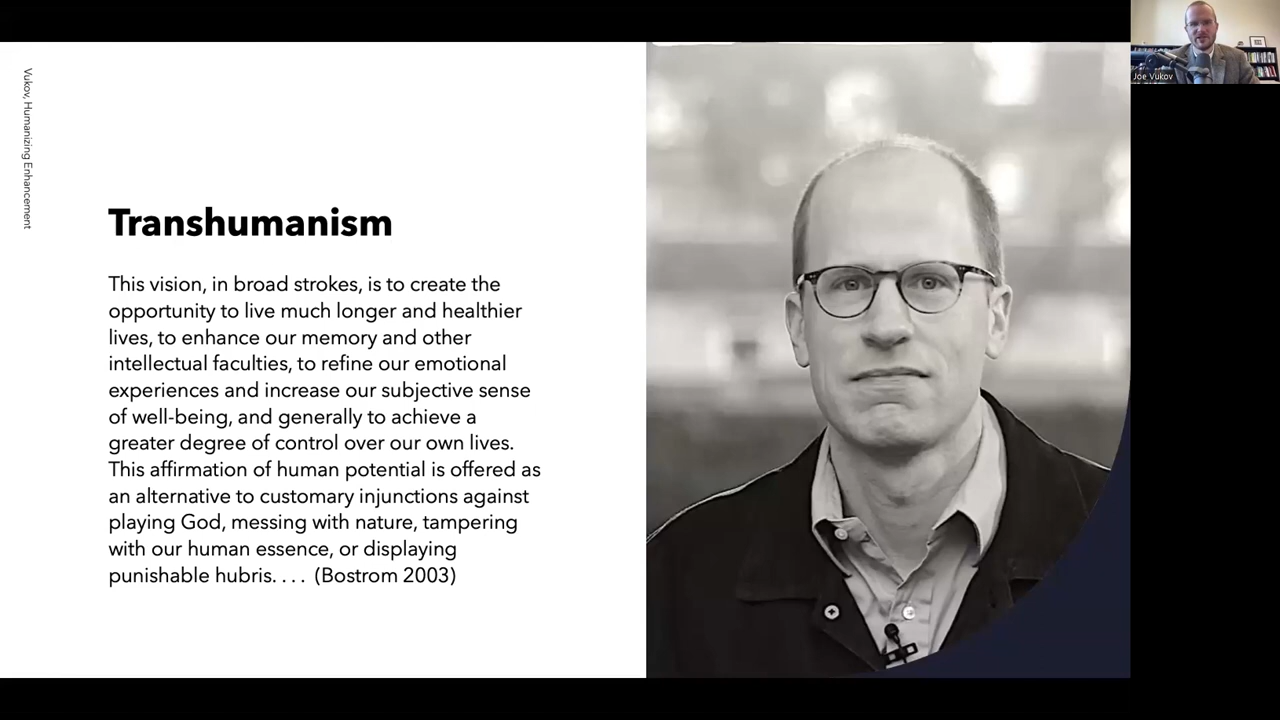 Vukov, Humanizing Enhancement
Transhumanism
This vision, in broad strokes, is to create the
opportunity to live much longer and healthier
lives, to enhance our memory and other
intellectual faculties, to refine our emotional
experiences and increase our subjective sense
of well-being, and generally to achieve a
greater degree of control over our own lives.
This affirmation of human potential is offered as
an alternative to customary injunctions against
playing God, messing with nature, tampering
with our human essence, or displaying
punishable hubris. . . . (Bostrom 2003)
Joe Vukov